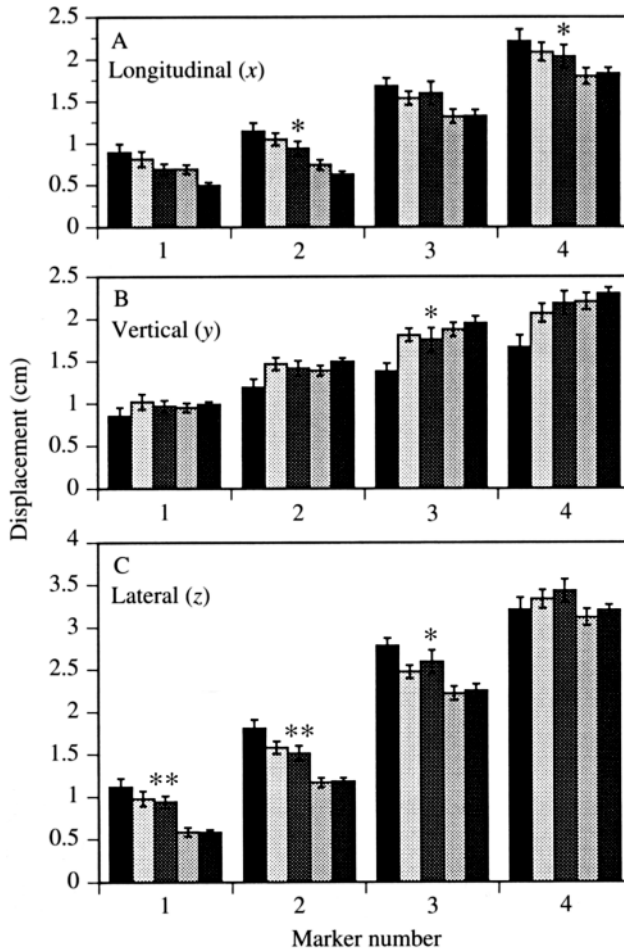 2.5
A
Longitudinal (x)
*
2
1.5
*
1
0.5
0
1 2 3 4
2.5
B
Vertical (y)
*
2
1.5
1
0.5
0
1 2 3 4
Displacement (cm)
4
C
Lateral (z)
3.5
3
*
2.5
2
**
1.5
**
1
0.5
0
1 2 3 4
Marker number